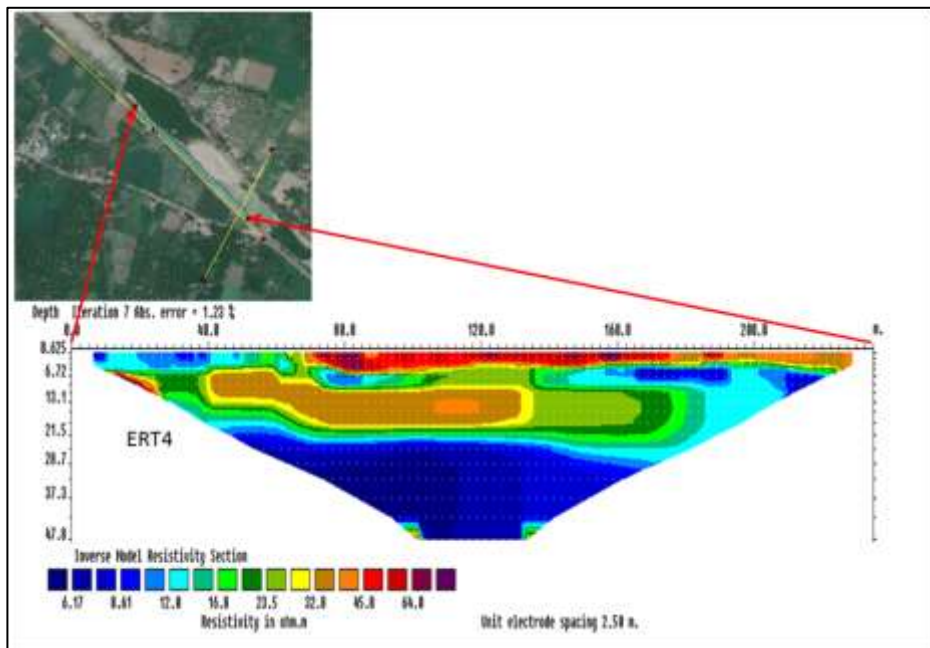 Depth Iteration 7 Abs. error = 1.23 %
0.0 40.0 80.0 120.0 160.0 200.0 m.
0.625
6.72
13.1
21.5
28.7
37.3
47.0
ERT4
Inverse Model Resistivity Section
6.17 8.61 12.0 16.8 23.5 32.8 45.8 64.0
Resistivity in ohm.m
Unit electrode spacing 2.50 m.